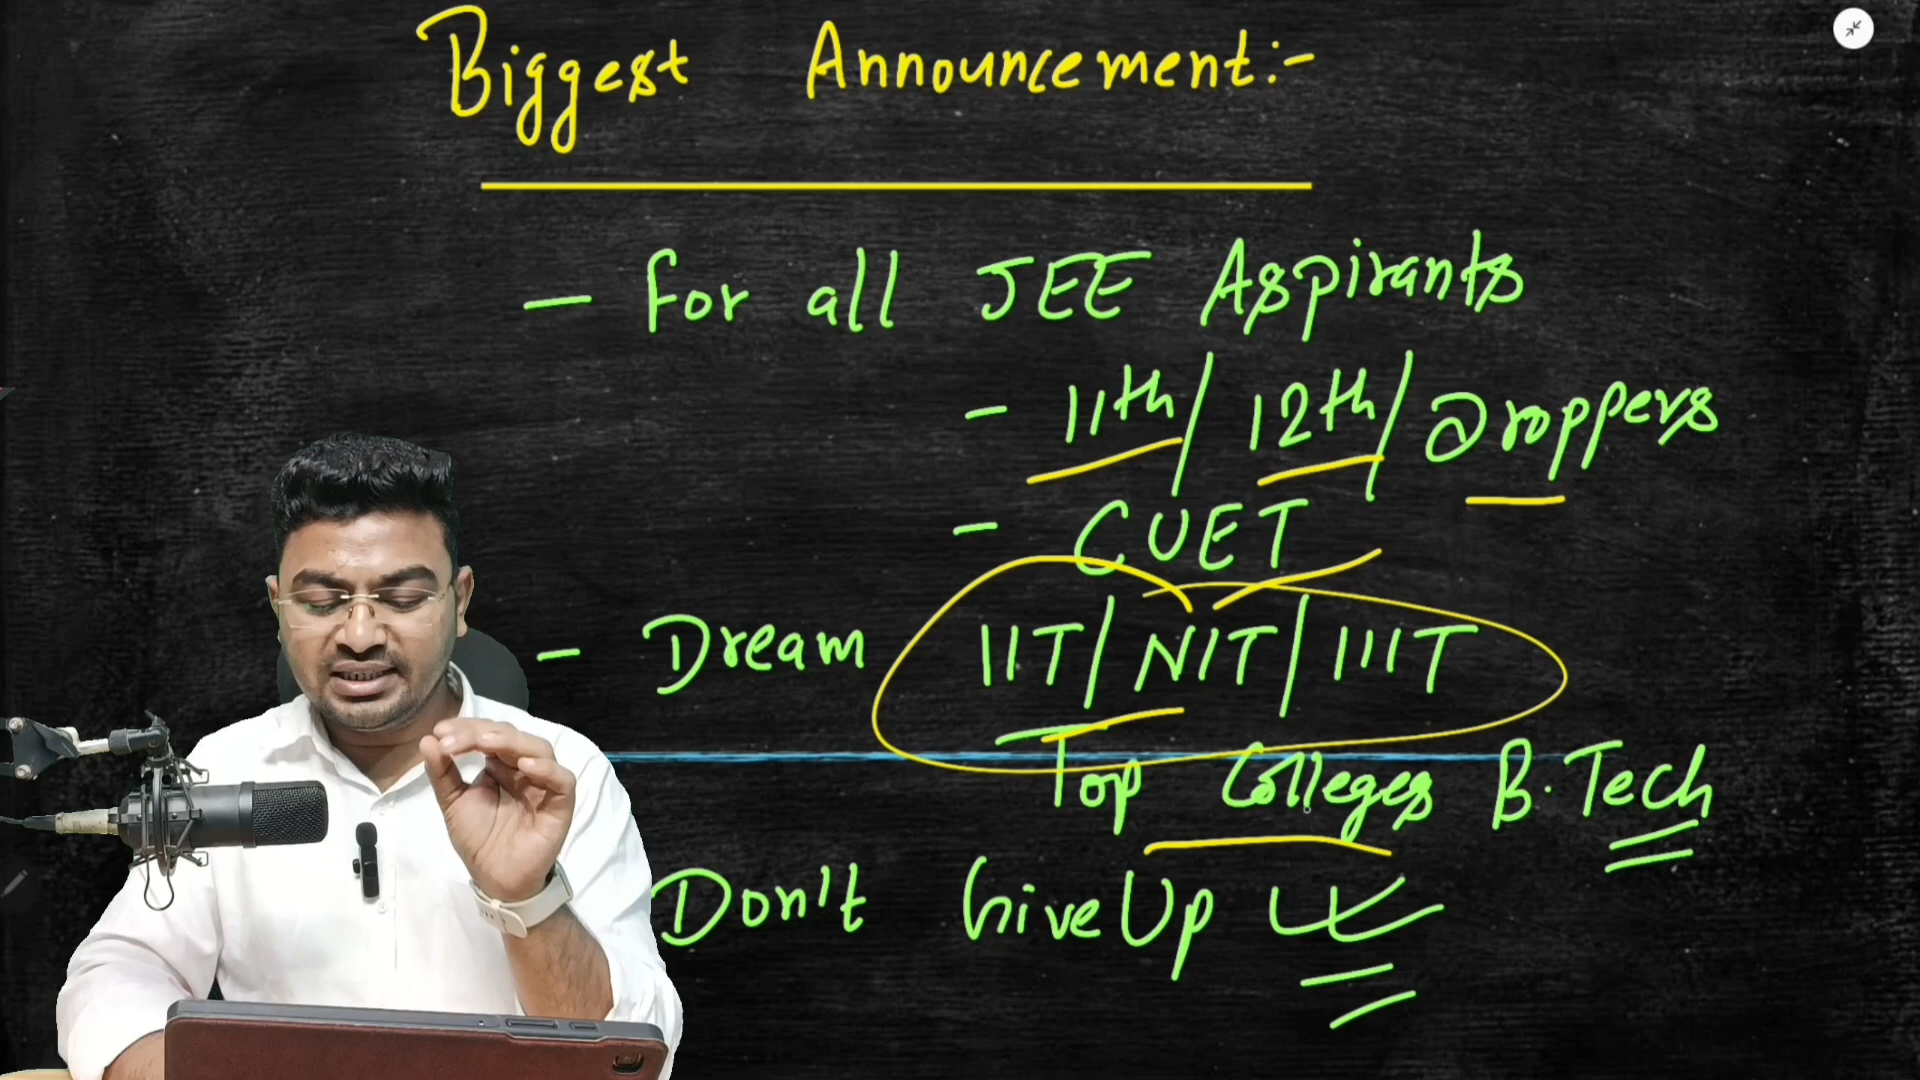 Biggest Announcement:-
- For all JEE Aspirants
- 11th/ 12th/ Droppers
- CUET
- Dream IIT/ NIT/ IIIT
Top Colleges B.Tech
Don't Give Up